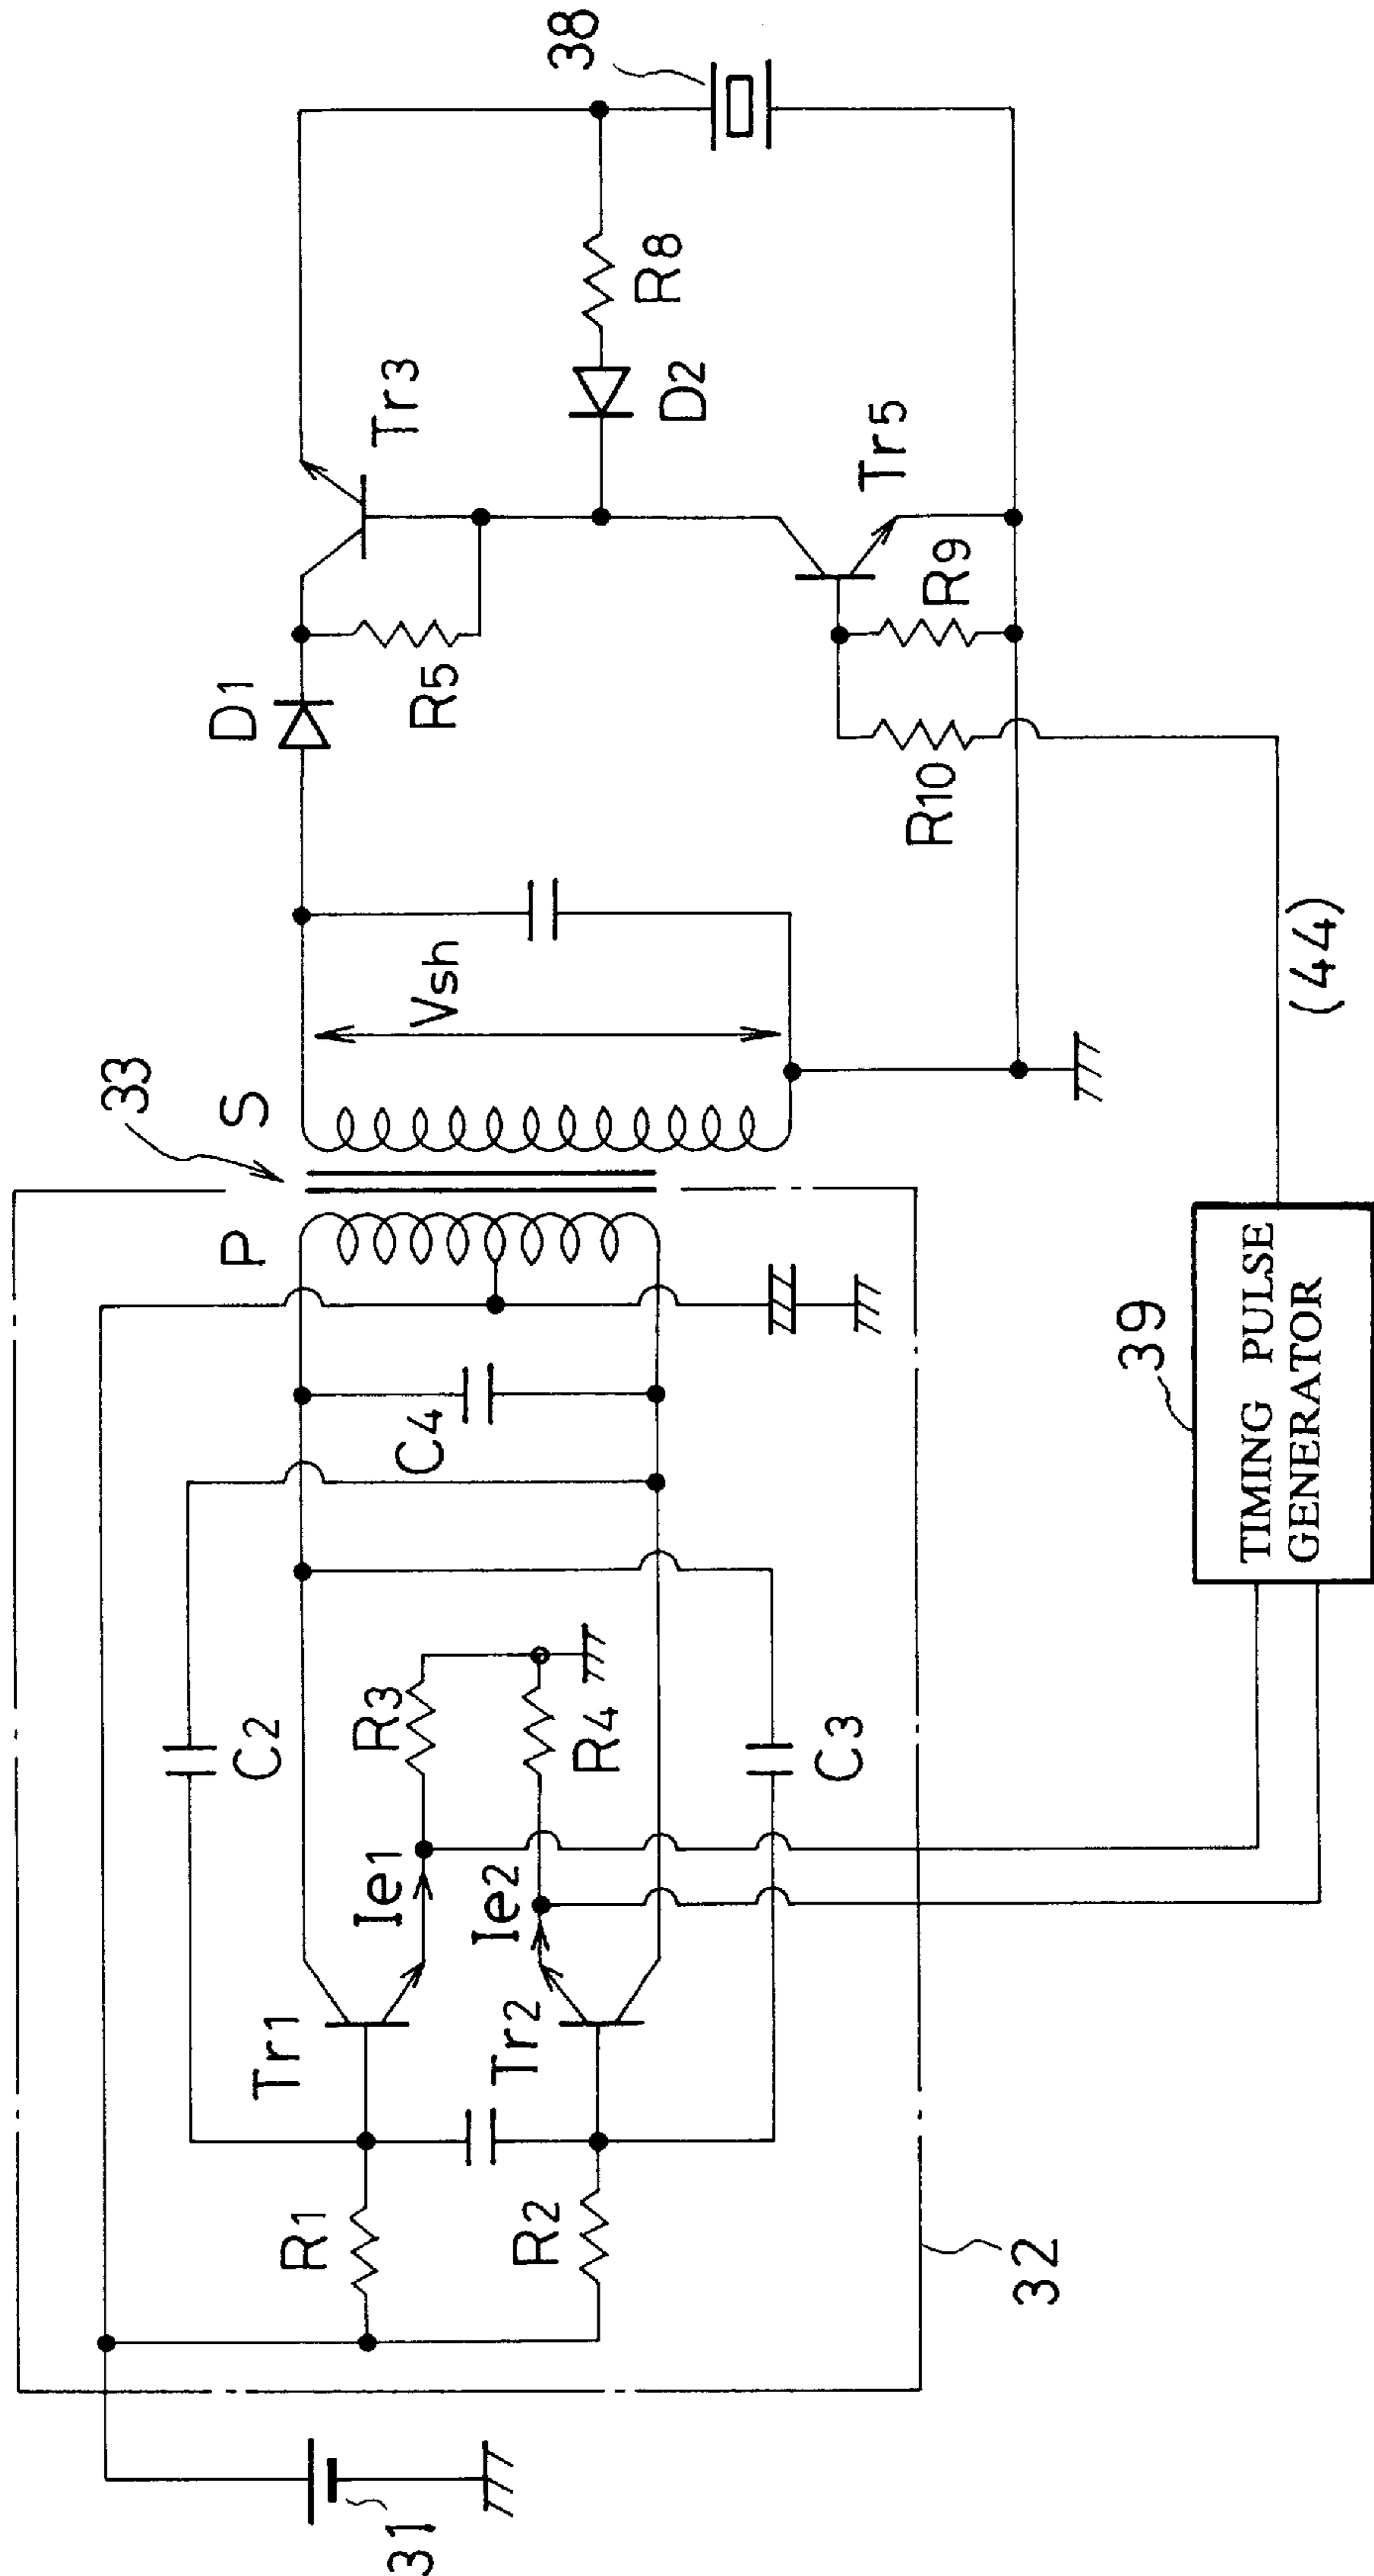 31
32
R1
R2
Tr1
Tr2
Ie1
Ie2
C2
R3
R4
C3
C4
P
33
S
Vsh
D1
R5
Tr3
R10
R9
Tr5
D2
R8
38
39
TIMING PULSE
GENERATOR
(44)